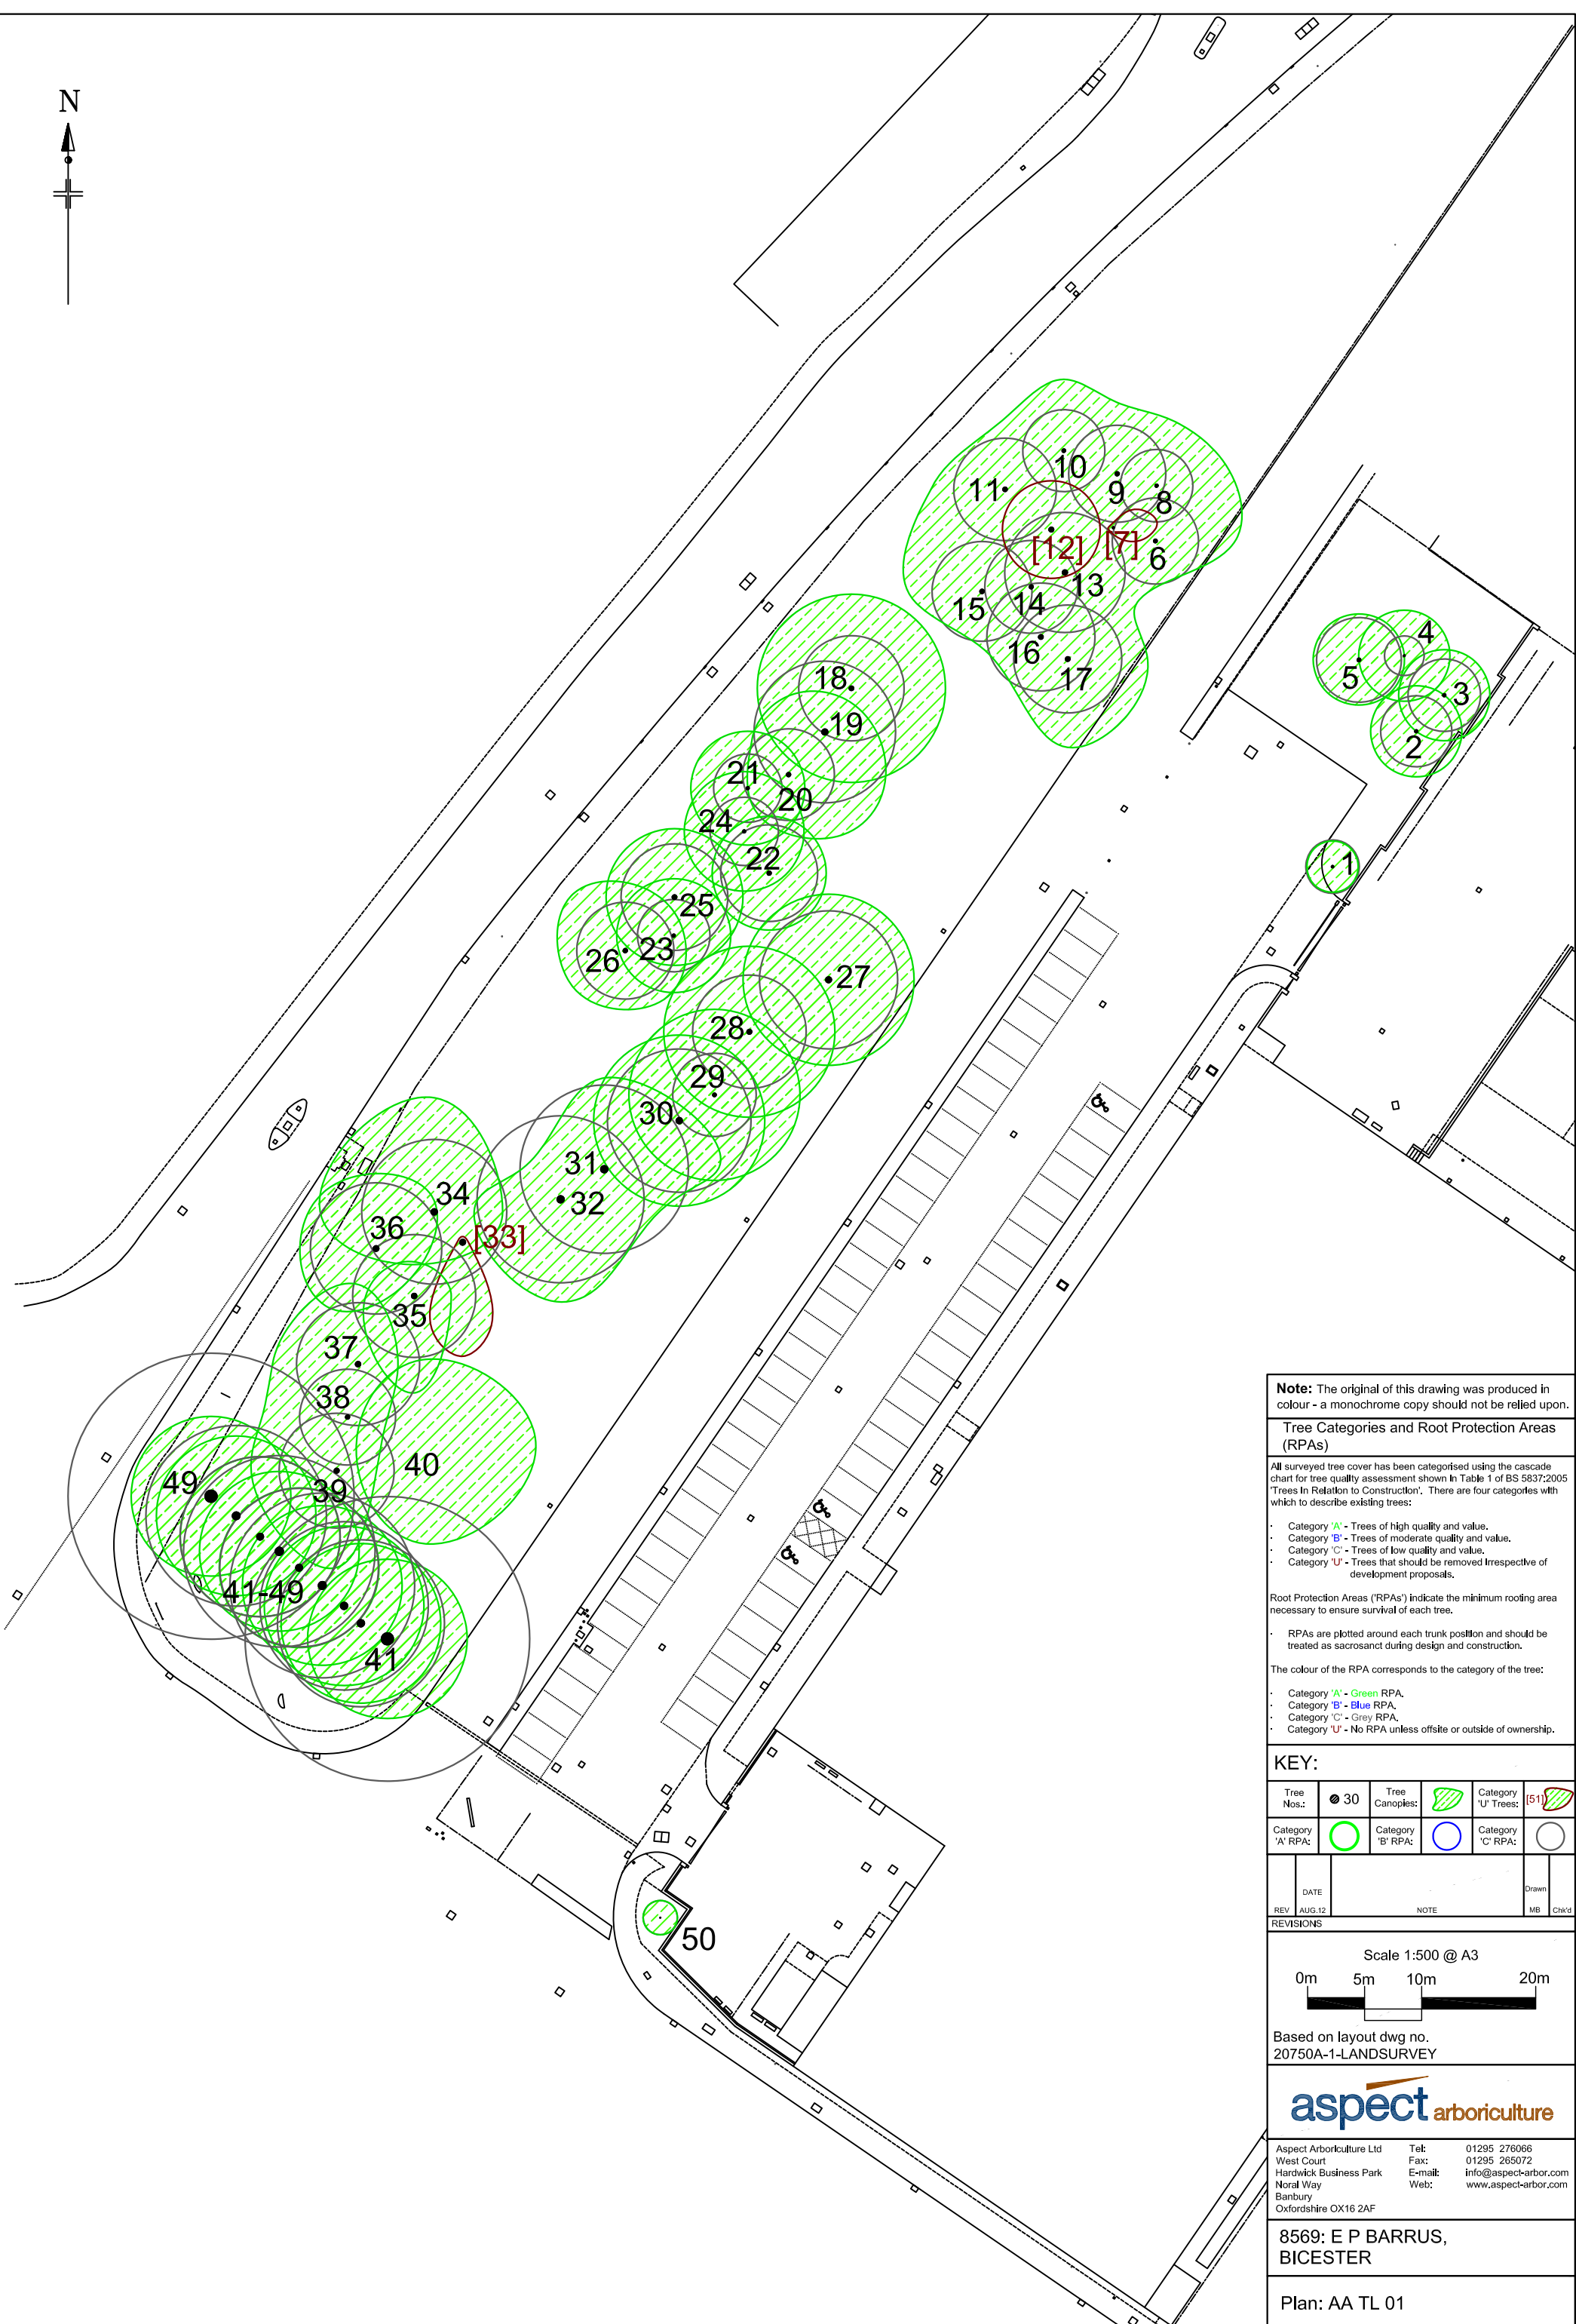 N
10
11
9
8
[12]
[7]
6
13
14
15
16
17
4
5
3
2
18
19
21
20
24
22
1
25
23
26
27
28
29
30
31
32
34
36
[33]
35
37
38
40
39
49
41-49
41
50
Note: The original of this drawing was produced in
colour - a monochrome copy should not be relied upon.
Tree Categories and Root Protection Areas
(RPAs)
All surveyed tree cover has been categorised using the cascade
chart for tree quality assessment shown in Table 1 of BS 5837:2005
'Trees in Relation to Construction'. There are four categories with
which to describe existing trees:
· Category 'A' - Trees of high quality and value.
· Category 'B' - Trees of moderate quality and value.
· Category 'C' - Trees of low quality and value.
· Category 'U' - Trees that should be removed irrespective of
development proposals.
Root Protection Areas ('RPAs') indicate the minimum rooting area
necessary to ensure survival of each tree.
· RPAs are plotted around each trunk position and should be
treated as sacrosanct during design and construction.
The colour of the RPA corresponds to the category of the tree:
· Category 'A' - Green RPA.
· Category 'B' - Blue RPA.
· Category 'C' - Grey RPA.
· Category 'U' - No RPA unless offsite or outside of ownership.
KEY:
Tree Nos.: 30 Tree Canopies: Category 'U' Trees: [51]
Category 'A' RPA: Category 'B' RPA: Category 'C' RPA:
DATE Drawn
REV AUG.12 NOTE MB Chk'd
REVISIONS
Scale 1:500 @ A3
0m 5m 10m 20m
Based on layout dwg no.
20750A-1-LANDSURVEY
aspect arboriculture
Aspect Arboriculture Ltd Tel: 01295 276066
West Court Fax: 01295 265072
Hardwick Business Park E-mail: info@aspect-arbor.com
Noral Way Web: www.aspect-arbor.com
Banbury
Oxfordshire OX16 2AF
8569: E P BARRUS,
BICESTER
Plan: AA TL 01